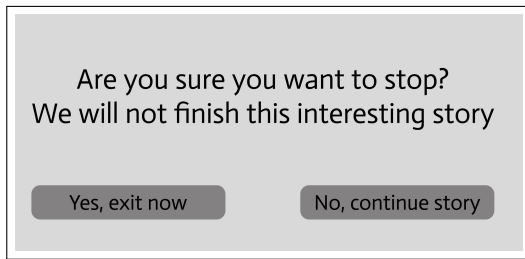 Are you sure you want to stop?
We will not finish this interesting story
Yes, exit now
No, continue story